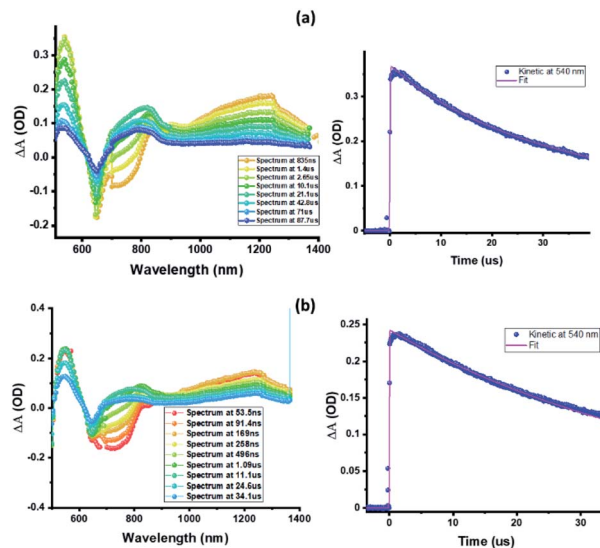 (a)
ΔA (OD)
0.3
0.2
0.1
0.0
-0.1
-0.2
600
800
1000
1200
1400
Wavelength (nm)
Spectrum at 835ns
Spectrum at 1.4us
Spectrum at 2.65us
Spectrum at 10.1us
Spectrum at 21.1us
Spectrum at 42.8us
Spectrum at 71us
Spectrum at 87.7us
ΔA (OD)
0.3
0.2
0.1
0.0
0
10
20
30
Time (us)
Kinetic at 540 nm
Fit
(b)
ΔA (OD)
0.4
0.2
0.0
-0.2
-0.4
600
800
1000
1200
1400
Wavelength (nm)
Spectrum at 53.5ns
Spectrum at 91.4ns
Spectrum at 169ns
Spectrum at 258ns
Spectrum at 496ns
Spectrum at 1.09us
Spectrum at 11.1us
Spectrum at 24.6us
Spectrum at 34.1us
ΔA (OD)
0.25
0.2
0.15
0.1
0.05
0
0
10
20
30
Time (us)
Kinetic at 540 nm
Fit